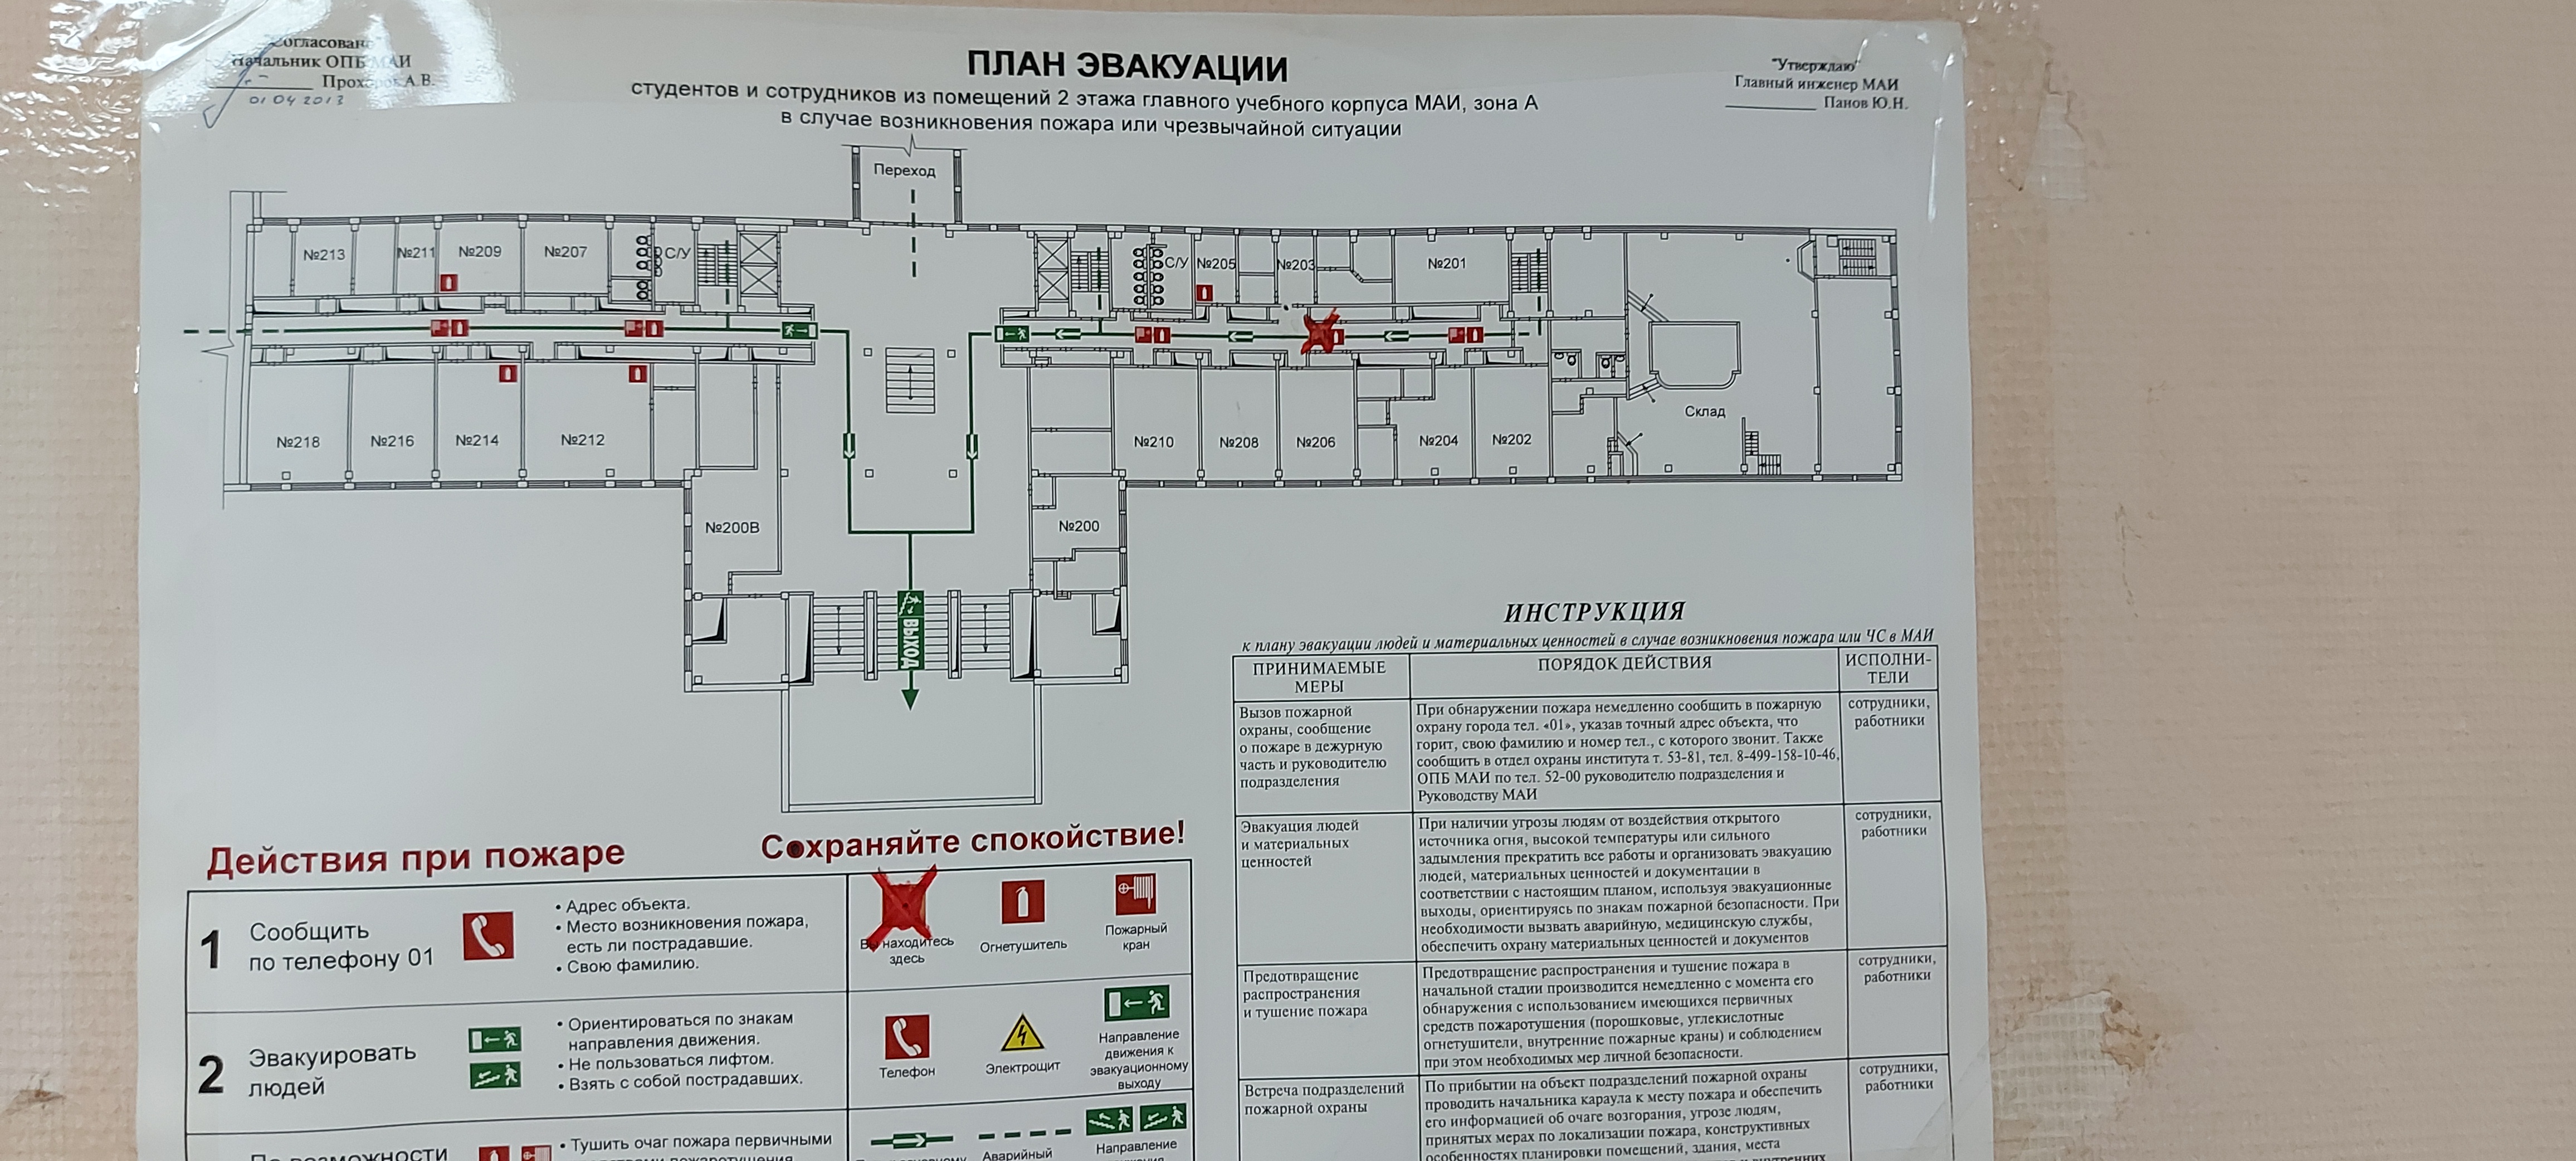 Согласовано
Начальник ОПБ МАИ
Прохоров А.В.
01 04 2013
ПЛАН ЭВАКУАЦИИ
студентов и сотрудников из помещений 2 этажа главного учебного корпуса МАИ, зона А
в случае возникновения пожара или чрезвычайной ситуации
"Утверждаю"
Главный инженер МАИ
Панов Ю.Н.
Переход
№213
№211
№209
№207
С/У
С/У
№205
№203
№201
№218
№216
№214
№212
№210
№208
№206
№204
№202
Склад
№200В
№200
ВЫХОД
ИНСТРУКЦИЯ
к плану эвакуации людей и материальных ценностей в случае возникновения пожара или ЧС в МАИ
ПРИНИМАЕМЫЕ
МЕРЫ
ПОРЯДОК ДЕЙСТВИЯ
ИСПОЛНИ-
ТЕЛИ
Вызов пожарной
охраны, сообщение
о пожаре в дежурную
часть и руководителю
подразделения
При обнаружении пожара немедленно сообщить в пожарную
охрану города тел. «01», указав точный адрес объекта, что
горит, свою фамилию и номер тел., с которого звонит. Также
сообщить в отдел охраны института т. 53-81, тел. 8-499-158-10-46,
ОПБ МАИ по тел. 52-00 руководителю подразделения и
Руководству МАИ
сотрудники,
работники
Эвакуация людей
и материальных
ценностей
При наличии угрозы людям от воздействия открытого
источника огня, высокой температуры или сильного
задымления прекратить все работы и организовать эвакуацию
людей, материальных ценностей и документации в
соответствии с настоящим планом, используя эвакуационные
выходы, ориентируясь по знакам пожарной безопасности. При
необходимости вызвать аварийную, медицинскую службы,
обеспечить охрану материальных ценностей и документов
сотрудники,
работники
Предотвращение
распространения
и тушение пожара
Предотвращение распространения и тушение пожара в
начальной стадии производится немедленно с момента его
обнаружения с использованием имеющихся первичных
средств пожаротушения (порошковые, углекислотные
огнетушители, внутренние пожарные краны) и соблюдением
при этом необходимых мер личной безопасности.
сотрудники,
работники
Встреча подразделений
пожарной охраны
По прибытии на объект подразделений пожарной охраны
проводить начальника караула к месту пожара и обеспечить
его информацией об очаге возгорания, угрозе людям,
принятых мерах по локализации пожара, конструктивных
особенностях планировки помещений, здания, места
сотрудники,
работники
Действия при пожаре
Сохраняйте спокойствие!
1
Сообщить
по телефону 01
• Адрес объекта.
• Место возникновения пожара,
есть ли пострадавшие.
• Свою фамилию.
Вы находитесь
здесь
Огнетушитель
Пожарный
кран
2
Эвакуировать
людей
• Ориентироваться по знакам
направления движения.
• Не пользоваться лифтом.
• Взять с собой пострадавших.
Телефон
Электрощит
Направление
движения к
эвакуационному
выходу
По возможности
• Тушить очаг пожара первичными
Аварийный
Направление